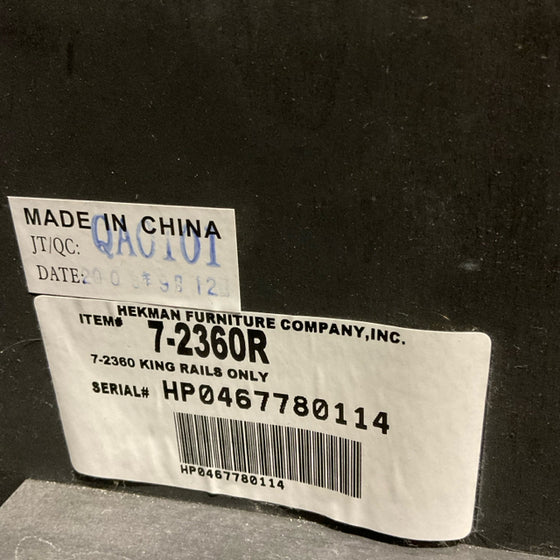 MADE IN CHINA
JT/QC: QAC101
DATE:
HEKMAN FURNITURE COMPANY,INC.
ITEM# 7-2360R
7-2360 KING RAILS ONLY
SERIAL# HP0467780114
HP0467780114